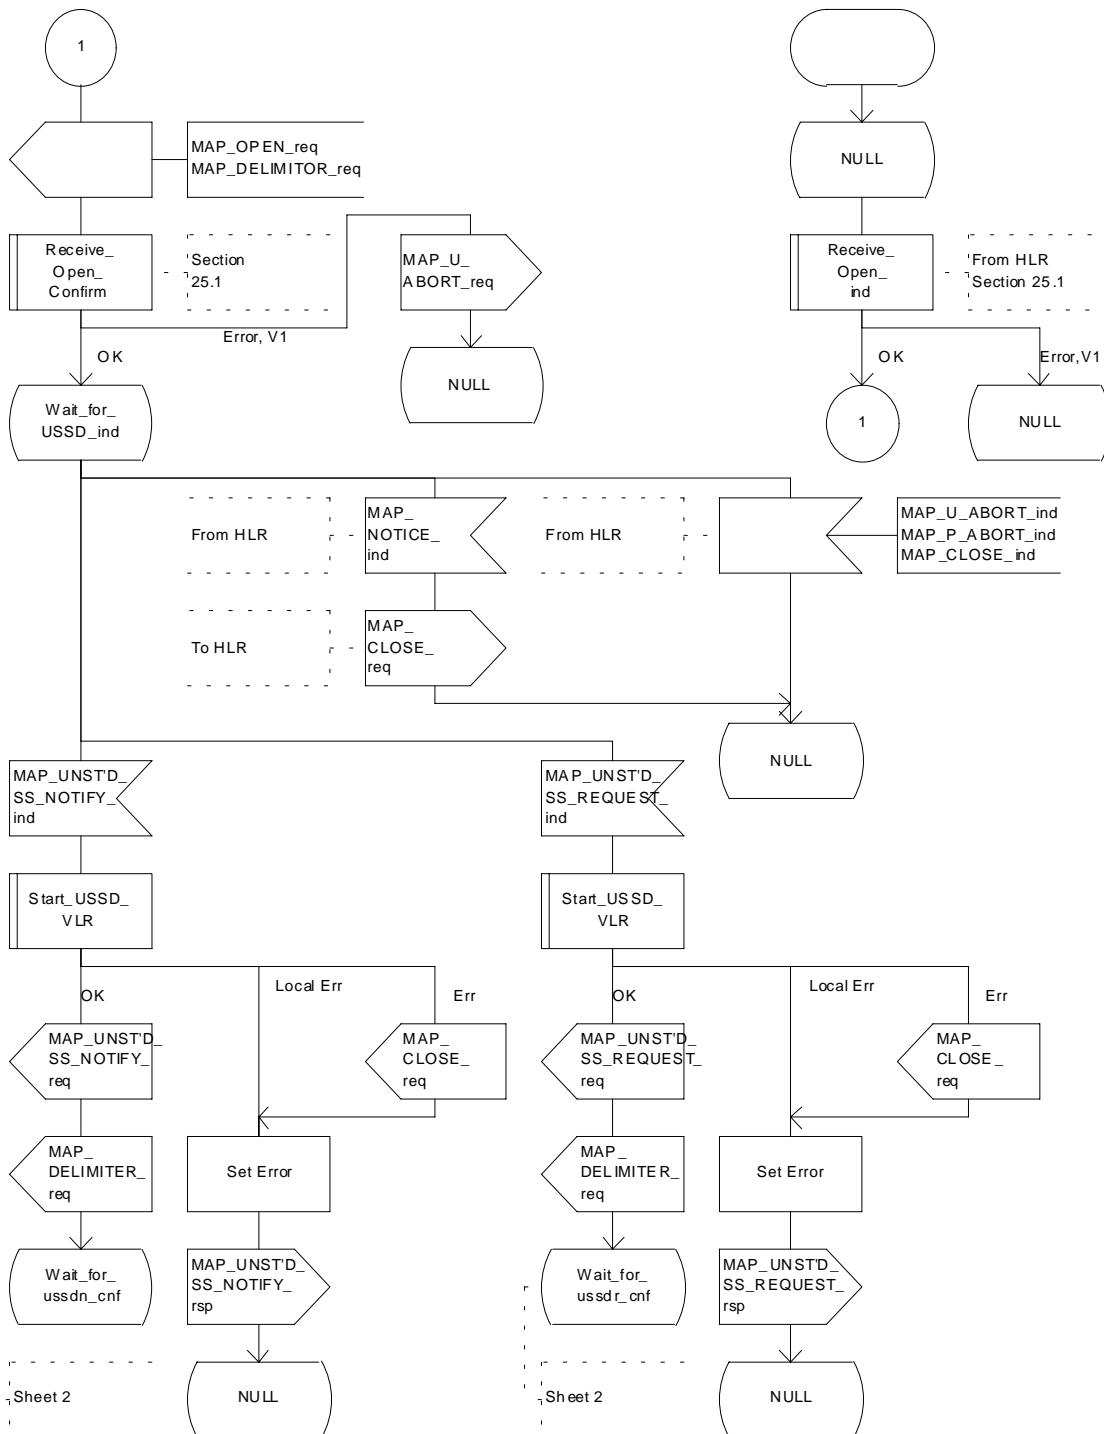 1
MAP_OPEN_req
MAP_DELIMITOR_req
NULL
Receive_
Open_
Confirm
Section
25.1
MAP_U_
ABORT_req
Receive_
Open_
ind
From HLR
Section 25.1
Error, V1
OK
NULL
OK
Error,V1
Wait_for_
USSD_ind
1
NULL
From HLR
MAP_
NOTICE_
ind
From HLR
MAP_U_ABORT_ind
MAP_P_ABORT_ind
MAP_CLOSE_ind
To HLR
MAP_
CLOSE_
req
NULL
MAP_UNST'D_
SS_NOTIFY_
ind
MAP_UNST'D_
SS_REQUEST_
ind
Start_USSD_
VLR
Start_USSD_
VLR
OK
Local Err
Err
OK
Local Err
Err
MAP_UNST'D_
SS_NOTIFY_
req
MAP_
CLOSE_
req
MAP_UNST'D_
SS_REQUEST_
req
MAP_
CLOSE_
req
MAP_
DELIMITER_
req
Set Error
MAP_
DELIMITER_
req
Set Error
Wait_for_
ussdn_cnf
MAP_UNST'D_
SS_NOTIFY_
rsp
Wait_for_
ussdr_cnf
MAP_UNST'D_
SS_REQUEST_
rsp
Sheet 2
NULL
Sheet 2
NULL